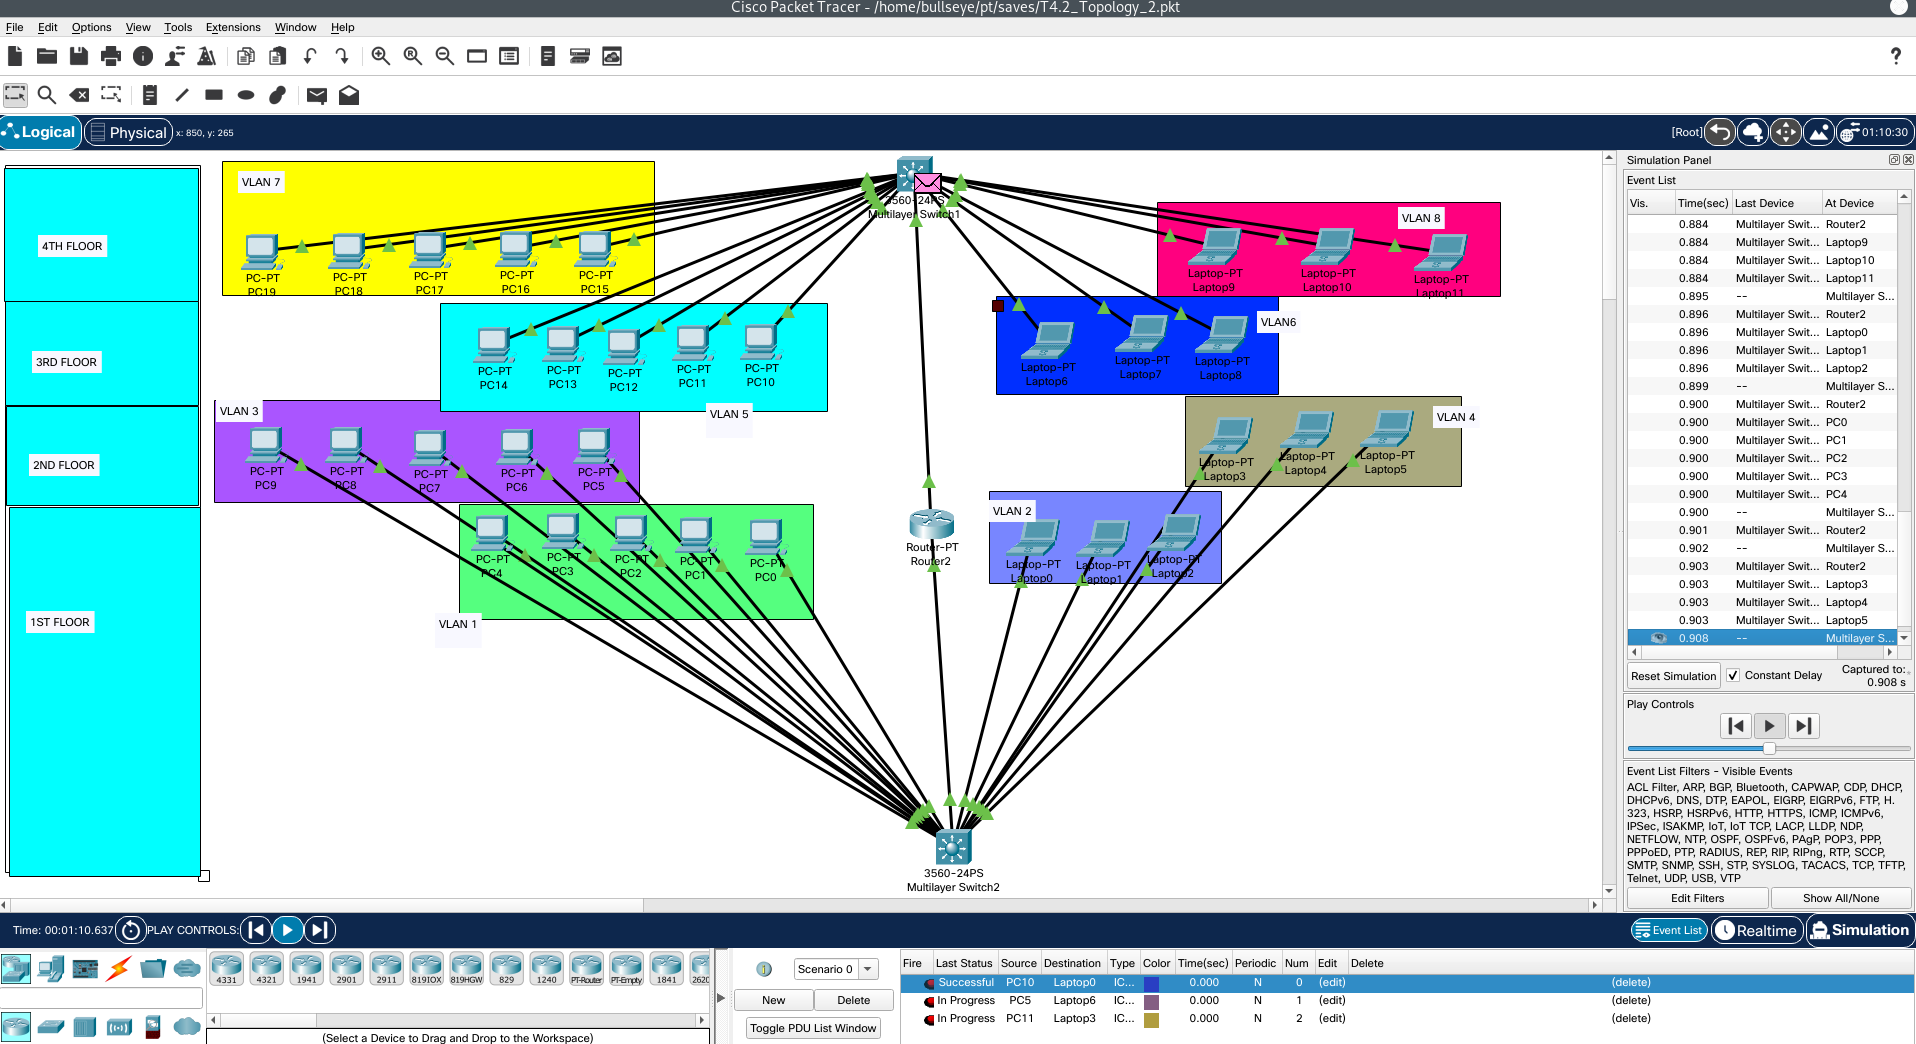 Cisco Packet Tracer - /home/bullseye/pt/saves/T4.2_Topology_2.pkt
File Edit Options View Tools Extensions Window Help
?
Logical Physical x: 850, y: 265 [Root] 01:10:30
4TH FLOOR
3RD FLOOR
2ND FLOOR
1ST FLOOR
VLAN 7
PC-PT PC-PT PC-PT PC-PT PC-PT
PC19 PC18 PC17 PC16 PC15
3560-24PS
Multilayer Switch1
VLAN 8
Laptop-PT Laptop-PT Laptop-PT
Laptop9 Laptop10 Laptop11
PC-PT PC-PT PC-PT PC-PT PC-PT
PC14 PC13 PC12 PC11 PC10
VLAN 5
VLAN6
Laptop-PT Laptop-PT Laptop-PT
Laptop6 Laptop7 Laptop8
VLAN 3
PC-PT PC-PT PC-PT PC-PT PC-PT
PC9 PC8 PC7 PC6 PC5
VLAN 4
Laptop-PT Laptop-PT Laptop-PT
Laptop3 Laptop4 Laptop5
PC-PT PC-PT PC-PT PC-PT PC-PT
PC4 PC3 PC2 PC1 PC0
VLAN 1
Router-PT
Router2
VLAN 2
Laptop-PT Laptop-PT Laptop-PT
Laptop0 Laptop1 Laptop2
3560-24PS
Multilayer Switch2
Simulation Panel
Event List
Vis. Time(sec) Last Device At Device
0.884 Multilayer Swit... Router2
0.884 Multilayer Swit... Laptop9
0.884 Multilayer Swit... Laptop10
0.884 Multilayer Swit... Laptop11
0.895 -- Multilayer S...
0.896 Multilayer Swit... Router2
0.896 Multilayer Swit... Laptop0
0.896 Multilayer Swit... Laptop1
0.896 Multilayer Swit... Laptop2
0.899 -- Multilayer S...
0.900 Multilayer Swit... Router2
0.900 Multilayer Swit... PC0
0.900 Multilayer Swit... PC1
0.900 Multilayer Swit... PC2
0.900 Multilayer Swit... PC3
0.900 Multilayer Swit... PC4
0.900 -- Multilayer S...
0.901 Multilayer Swit... Router2
0.902 -- Multilayer S...
0.903 Multilayer Swit... Router2
0.903 Multilayer Swit... Laptop3
0.903 Multilayer Swit... Laptop4
0.903 Multilayer Swit... Laptop5
0.908 -- Multilayer S...
Reset Simulation Constant Delay Captured to:
0.908 s
Play Controls
Event List Filters - Visible Events
ACL Filter, ARP, BGP, Bluetooth, CAPWAP, CDP, DHCP,
DHCPv6, DNS, DTP, EAPOL, EIGRP, EIGRPv6, FTP, H.
323, HSRP, HSRPv6, HTTP, HTTPS, ICMP, ICMPv6,
IPSec, ISAKMP, IoT, IoT TCP, LACP, LLDP, NDP,
NETFLOW, NTP, OSPF, OSPFv6, PAgP, POP3, PPP,
PPPoED, PTP, RADIUS, REP, RIP, RIPng, RTP, SCCP,
SMTP, SNMP, SSH, STP, SYSLOG, TACACS, TCP, TFTP,
Telnet, UDP, USB, VTP
Edit Filters Show All/None
Time: 00:01:10.637 PLAY CONTROLS: Event List Realtime Simulation
4331 4321 1941 2901 2911 819IOX 819HGW 829 1240 PT-Router PT-Empty 1841 2620
(Select a Device to Drag and Drop to the Workspace)
Scenario 0
New Delete
Toggle PDU List Window
Fire Last Status Source Destination Type Color Time(sec) Periodic Num Edit Delete
Successful PC10 Laptop0 IC... 0.000 N 0 (edit) (delete)
In Progress PC5 Laptop6 IC... 0.000 N 1 (edit) (delete)
In Progress PC11 Laptop3 IC... 0.000 N 2 (edit) (delete)